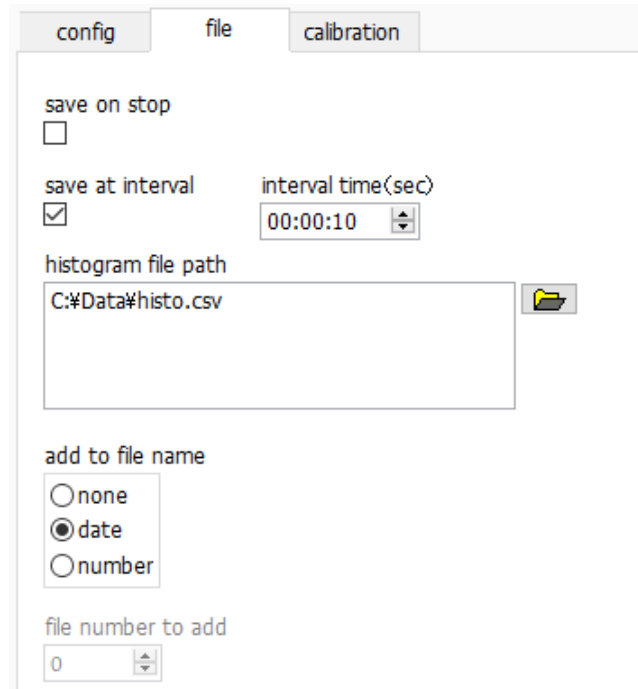 config file calibration
save on stop
save at interval interval time(sec)
00:00:10
histogram file path
C:¥Data¥histo.csv
add to file name
none
date
number
file number to add
0